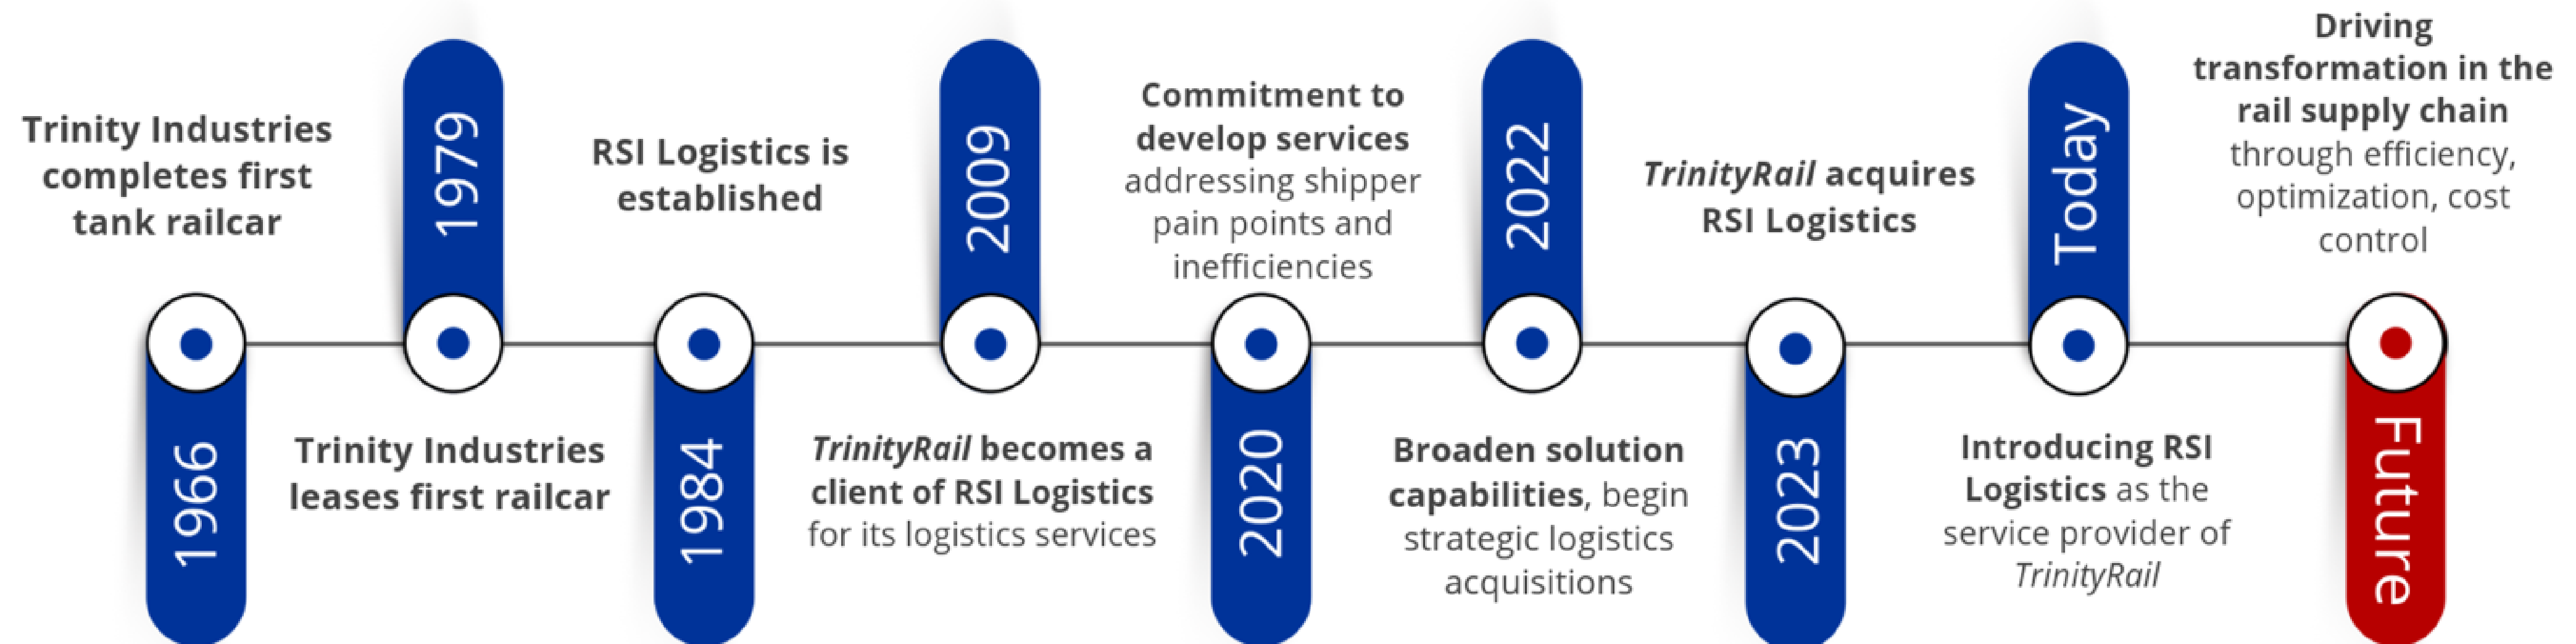 Trinity Industries
completes first
tank railcar
1966
1979
Trinity Industries
leases first railcar
RSI Logistics is
established
1984
2009
TrinityRail becomes a
client of RSI Logistics
for its logistics services
Commitment to
develop services
addressing shipper
pain points and
inefficiencies
2020
2022
Broaden solution
capabilities, begin
strategic logistics
acquisitions
TrinityRail acquires
RSI Logistics
2023
Today
Introducing RSI
Logistics as the
service provider of
TrinityRail
Driving
transformation in the
rail supply chain
through efficiency,
optimization, cost
control
Future